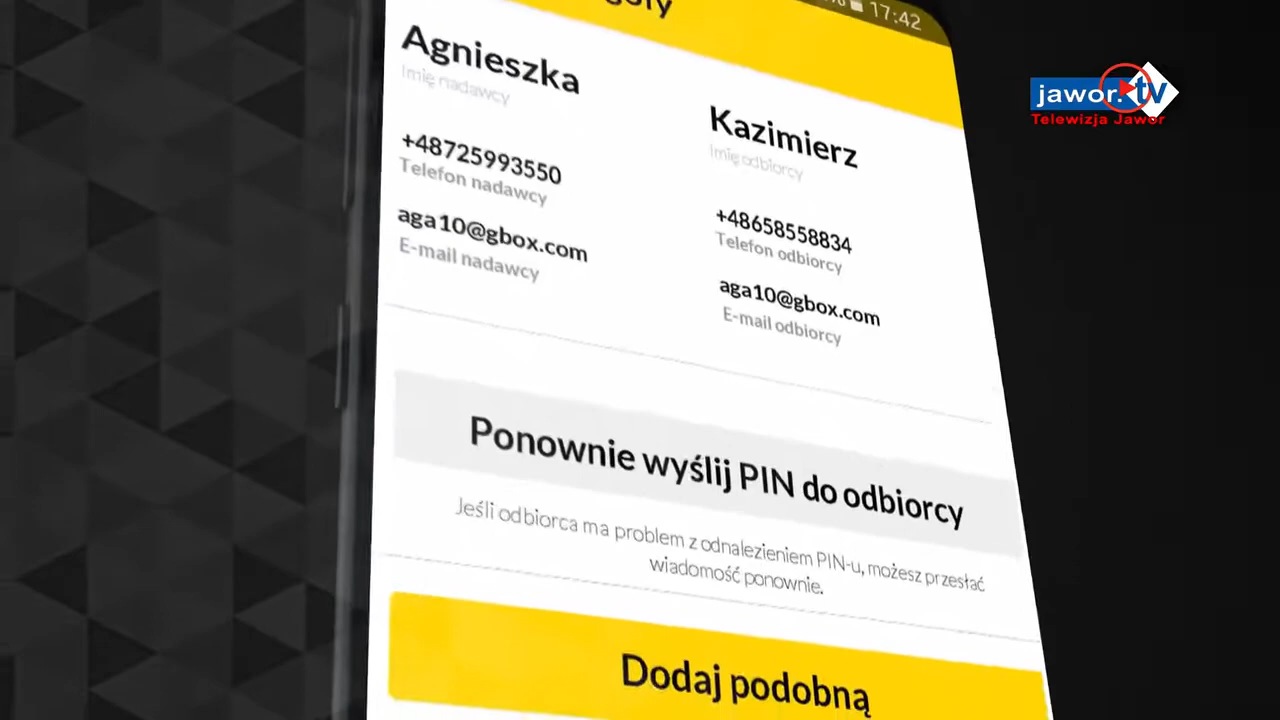 17:42
Agnieszka
Imię nadawcy
+48725993550
Telefon nadawcy
aga10@gbox.com
E-mail nadawcy
Kazimierz
Imię odbiorcy
+48658558834
Telefon odbiorcy
aga10@gbox.com
E-mail odbiorcy
Ponownie wyślij PIN do odbiorcy
Jeśli odbiorca ma problem z odnalezieniem PIN-u, możesz przesłać
wiadomość ponownie.
Dodaj podobną
jawor.tv
Telewizja Jawor